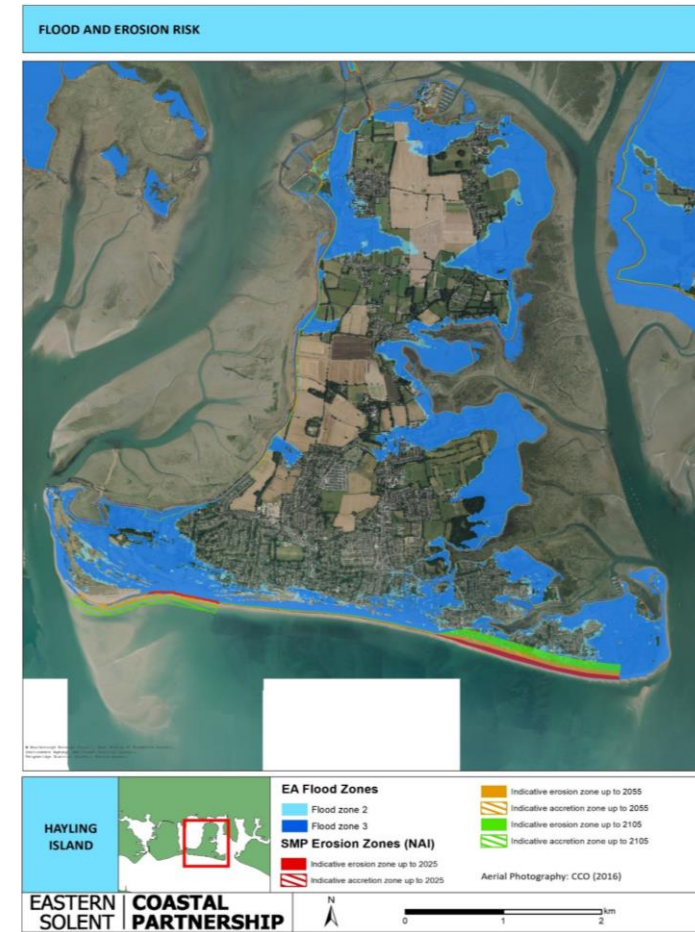 FLOOD AND EROSION RISK
HAYLING
ISLAND
EA Flood Zones
Flood zone 2
Flood zone 3
SMP Erosion Zones (NAI)
Indicative erosion zone up to 2025
Indicative accretion zone up to 2025
Indicative erosion zone up to 2055
Indicative accretion zone up to 2055
Indicative erosion zone up to 2105
Indicative accretion zone up to 2105
Aerial Photography: CCO (2016)
EASTERN
SOLENT
COASTAL
PARTNERSHIP
N
km
0 1 2